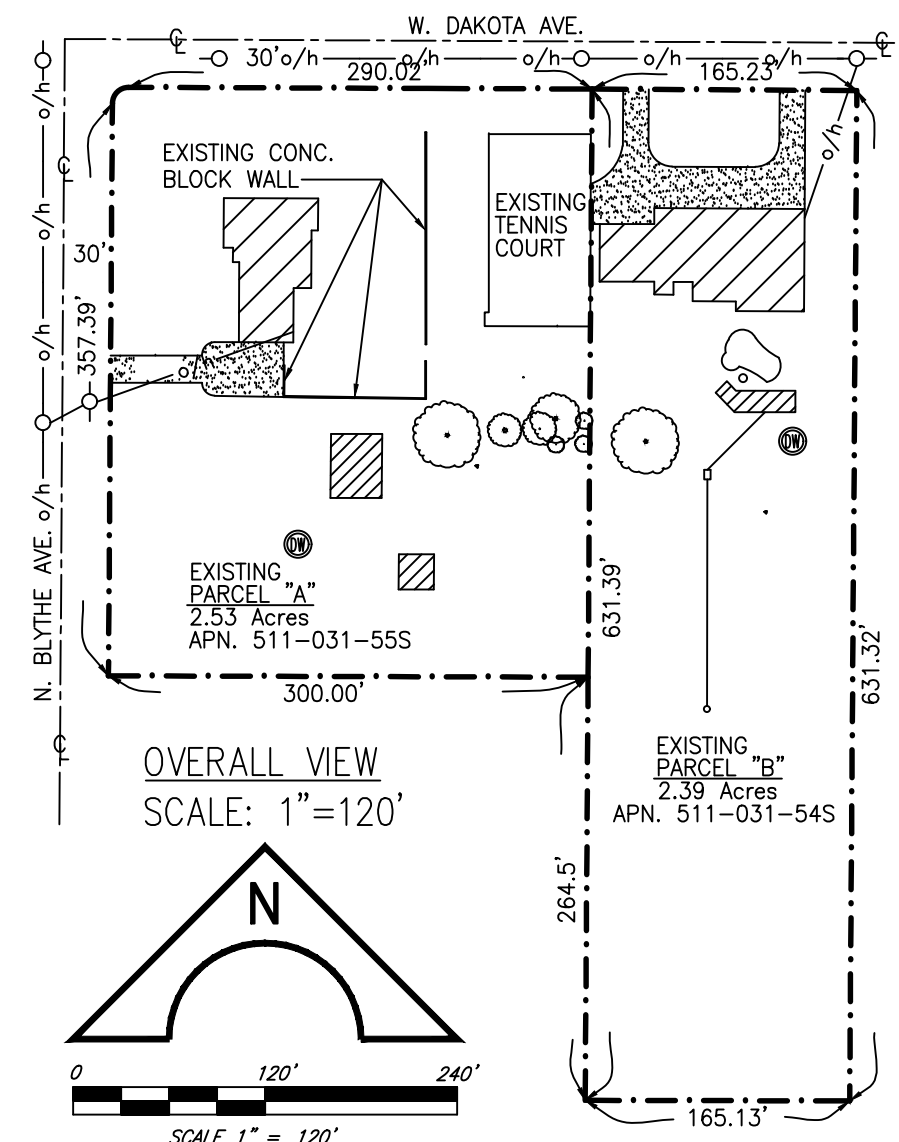 W. DAKOTA AVE.
℄
℄
30' o/h o/h o/h o/h o/h
290.02'
165.23'
o/h
o/h
EXISTING CONC.
BLOCK WALL
℄
EXISTING
TENNIS
COURT
o/h
30'
357.39'
o/h
DW
o/h
DW
EXISTING
PARCEL "A"
2.53 Acres
APN. 511-031-55S
631.39'
N. BLYTHE AVE.
631.32'
300.00'
℄
EXISTING
PARCEL "B"
2.39 Acres
APN. 511-031-54S
OVERALL VIEW
SCALE: 1"=120'
264.5'
N
0 120' 240'
SCALE 1" = 120'
165.13'